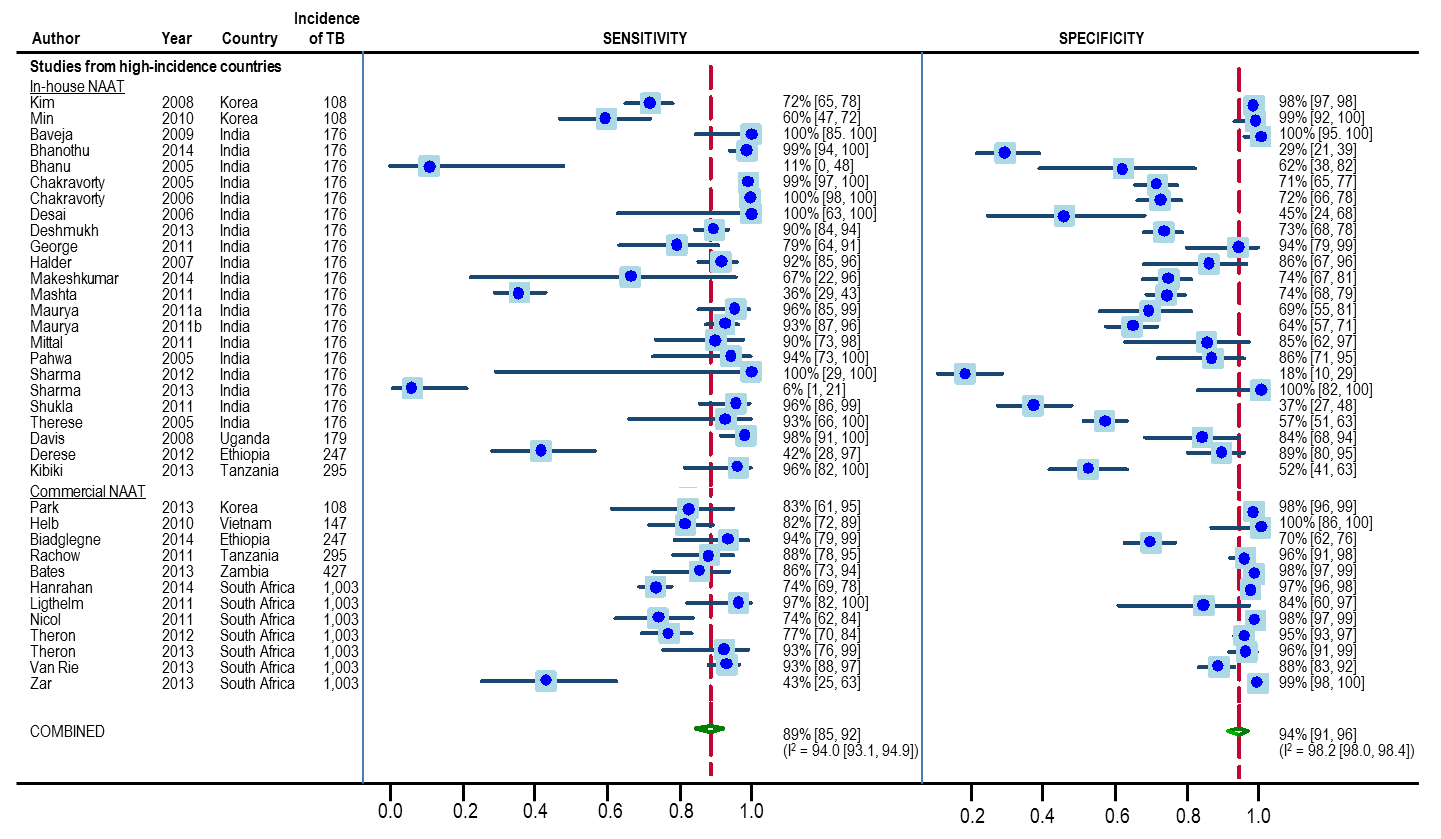 Incidence
Author Year Country of TB SENSITIVITY SPECIFICITY
Studies from high-incidence countries
In-house NAAT
Kim 2008 Korea 108 72% [65, 78] 98% [97, 98]
Min 2010 Korea 108 60% [47, 72] 99% [92, 100]
Baveja 2009 India 176 100% [85. 100] 100% [95. 100]
Bhanothu 2014 India 176 99% [94, 100] 29% [21, 39]
Bhanu 2005 India 176 11% [0, 48] 62% [38, 82]
Chakravorty 2005 India 176 99% [97, 100] 71% [65, 77]
Chakravorty 2006 India 176 100% [98, 100] 72% [66, 78]
Desai 2006 India 176 100% [63, 100] 45% [24, 68]
Deshmukh 2013 India 176 90% [84, 94] 73% [68, 78]
George 2011 India 176 79% [64, 91] 94% [79, 99]
Halder 2007 India 176 92% [85, 96] 86% [67, 96]
Makeshkumar 2014 India 176 67% [22, 96] 74% [67, 81]
Mashta 2011 India 176 36% [29, 43] 74% [68, 79]
Maurya 2011a India 176 96% [85, 99] 69% [55, 81]
Maurya 2011b India 176 93% [87, 96] 64% [57, 71]
Mittal 2011 India 176 90% [73, 98] 85% [62, 97]
Pahwa 2005 India 176 94% [73, 100] 86% [71, 95]
Sharma 2012 India 176 100% [29, 100] 18% [10, 29]
Sharma 2013 India 176 6% [1, 21] 100% [82, 100]
Shukla 2011 India 176 96% [86, 99] 37% [27, 48]
Therese 2005 India 176 93% [66, 100] 57% [51, 63]
Davis 2008 Uganda 179 98% [91, 100] 84% [68, 94]
Derese 2012 Ethiopia 247 42% [28, 97] 89% [80, 95]
Kibiki 2013 Tanzania 295 96% [82, 100] 52% [41, 63]
Commercial NAAT
Park 2013 Korea 108 83% [61, 95] 98% [96, 99]
Helb 2010 Vietnam 147 82% [72, 89] 100% [86, 100]
Biadglegne 2014 Ethiopia 247 94% [79, 99] 70% [62, 76]
Rachow 2011 Tanzania 295 88% [78, 95] 96% [91, 98]
Bates 2013 Zambia 427 86% [73, 94] 98% [97, 99]
Hanrahan 2014 South Africa 1,003 74% [69, 78] 97% [96, 98]
Ligthelm 2011 South Africa 1,003 97% [82, 100] 84% [60, 97]
Nicol 2011 South Africa 1,003 74% [62, 84] 98% [97, 99]
Theron 2012 South Africa 1,003 77% [70, 84] 95% [93, 97]
Theron 2013 South Africa 1,003 93% [76, 99] 96% [91, 99]
Van Rie 2013 South Africa 1,003 93% [88, 97] 88% [83, 92]
Zar 2013 South Africa 1,003 43% [25, 63] 99% [98, 100]
COMBINED 89% [85, 92] 94% [91, 96]
(I² = 94.0 [93.1, 94.9]) (I² = 98.2 [98.0, 98.4])
0.0 0.2 0.4 0.6 0.8 1.0 0.2 0.4 0.6 0.8 1.0